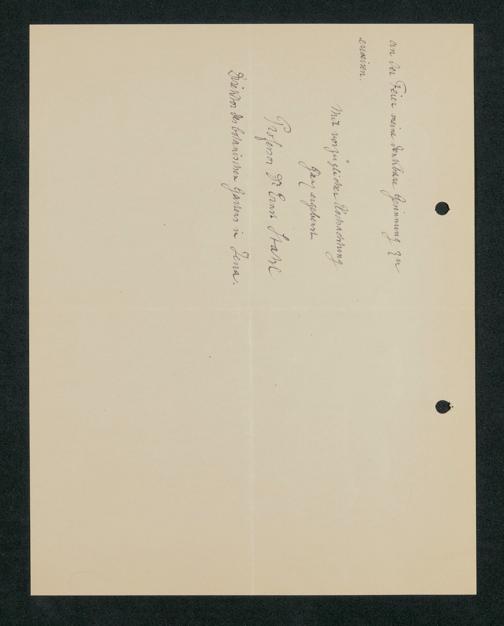 an der Feier meine dankbare Gesinnung zu
erweisen.
Mit vorzüglicher Hochachtung
Ganz ergebenst
Professor Dr Ernst Stahl
Direktor des botanischen Gartens in Jena.